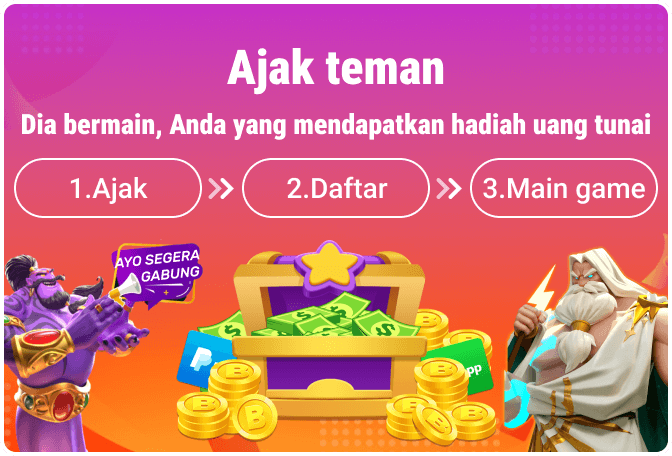 Ajak teman
Dia bermain, Anda yang mendapatkan hadiah uang tunai
1.Ajak
2.Daftar
3.Main game
AYO SEGERA
GABUNG